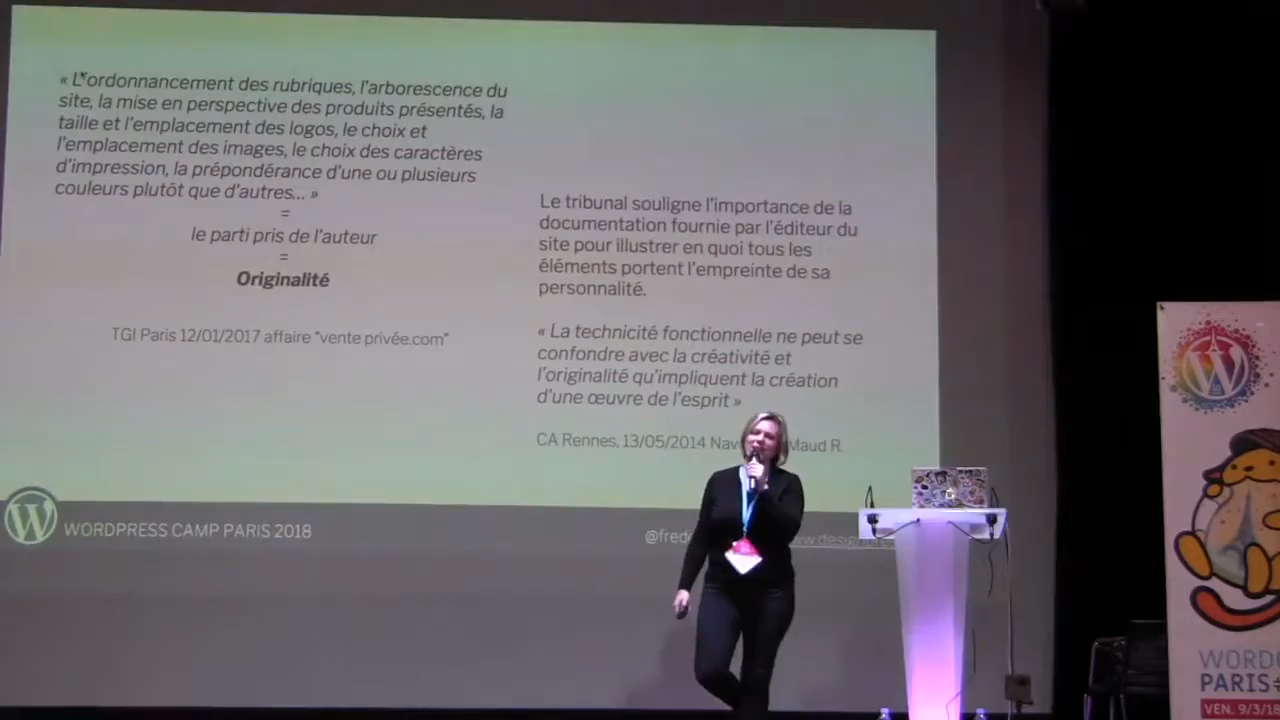 « L'ordonnancement des rubriques, l'arborescence du
site, la mise en perspective des produits présentés, la
taille et l'emplacement des logos, le choix et
l'emplacement des images, le choix des caractères
d'impression, la prépondérance d'une ou plusieurs
couleurs plutôt que d'autres... »
=
le parti pris de l'auteur
=
Originalité
TGI Paris 12/01/2017 affaire "vente privée.com"
Le tribunal souligne l'importance de la
documentation fournie par l'éditeur du
site pour illustrer en quoi tous les
éléments portent l'empreinte de sa
personnalité.
« La technicité fonctionnelle ne peut se
confondre avec la créativité et
l'originalité qu'impliquent la création
d'une œuvre de l'esprit »
CA Rennes, 13/05/2014 Maud R.
WORDPRESS CAMP PARIS 2018
PARIS
VEN. 9/3/18